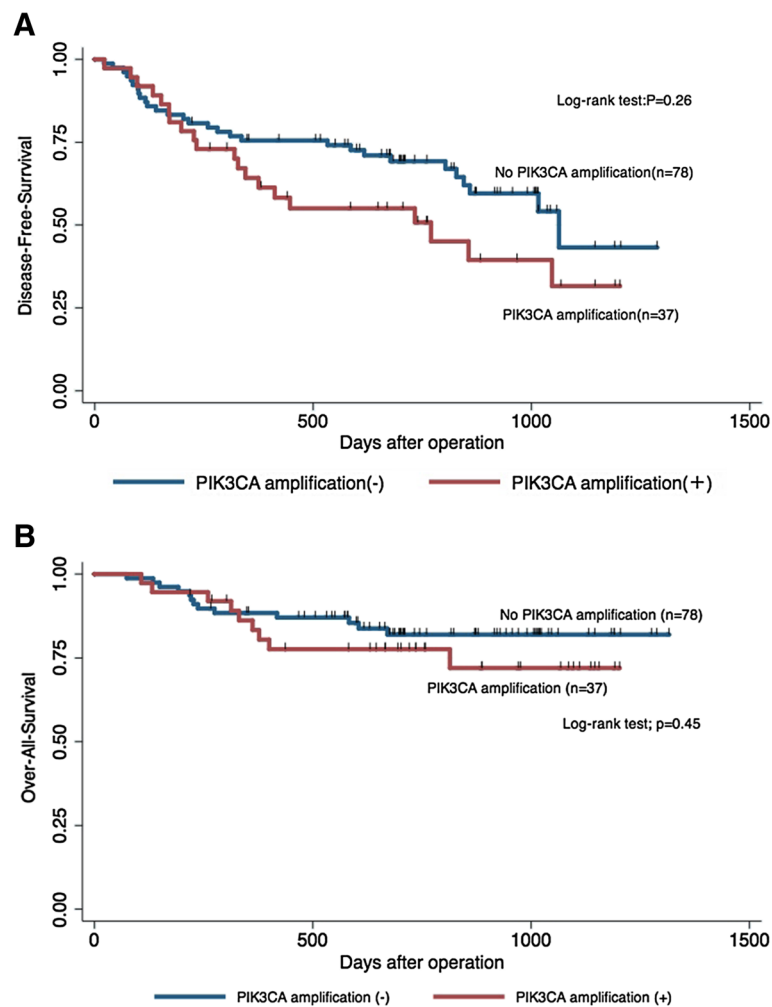 A
1.00
0.75
0.50
0.25
0.00
Disease-Free-Survival
Log-rank test:P=0.26
No PIK3CA amplification(n=78)
PIK3CA amplification(n=37)
0 500 1000 1500
Days after operation
PIK3CA amplification(-) PIK3CA amplification(+)
B
1.00
0.75
0.50
0.25
0.00
Over-All-Survival
No PIK3CA amplification (n=78)
PIK3CA amplification (n=37)
Log-rank test; p=0.45
0 500 1000 1500
Days after operation
PIK3CA amplification (-) PIK3CA amplification (+)